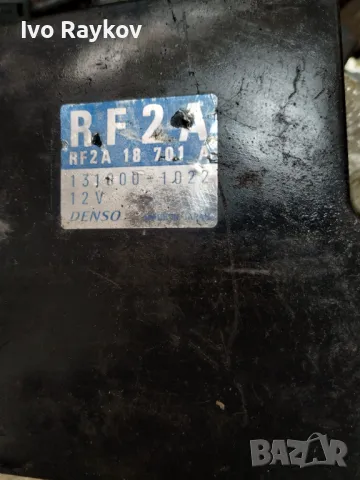 Ivo Raykov
RF2A
RF2A 18 701 A
131000-1022
12V
DENSO
BAZAR